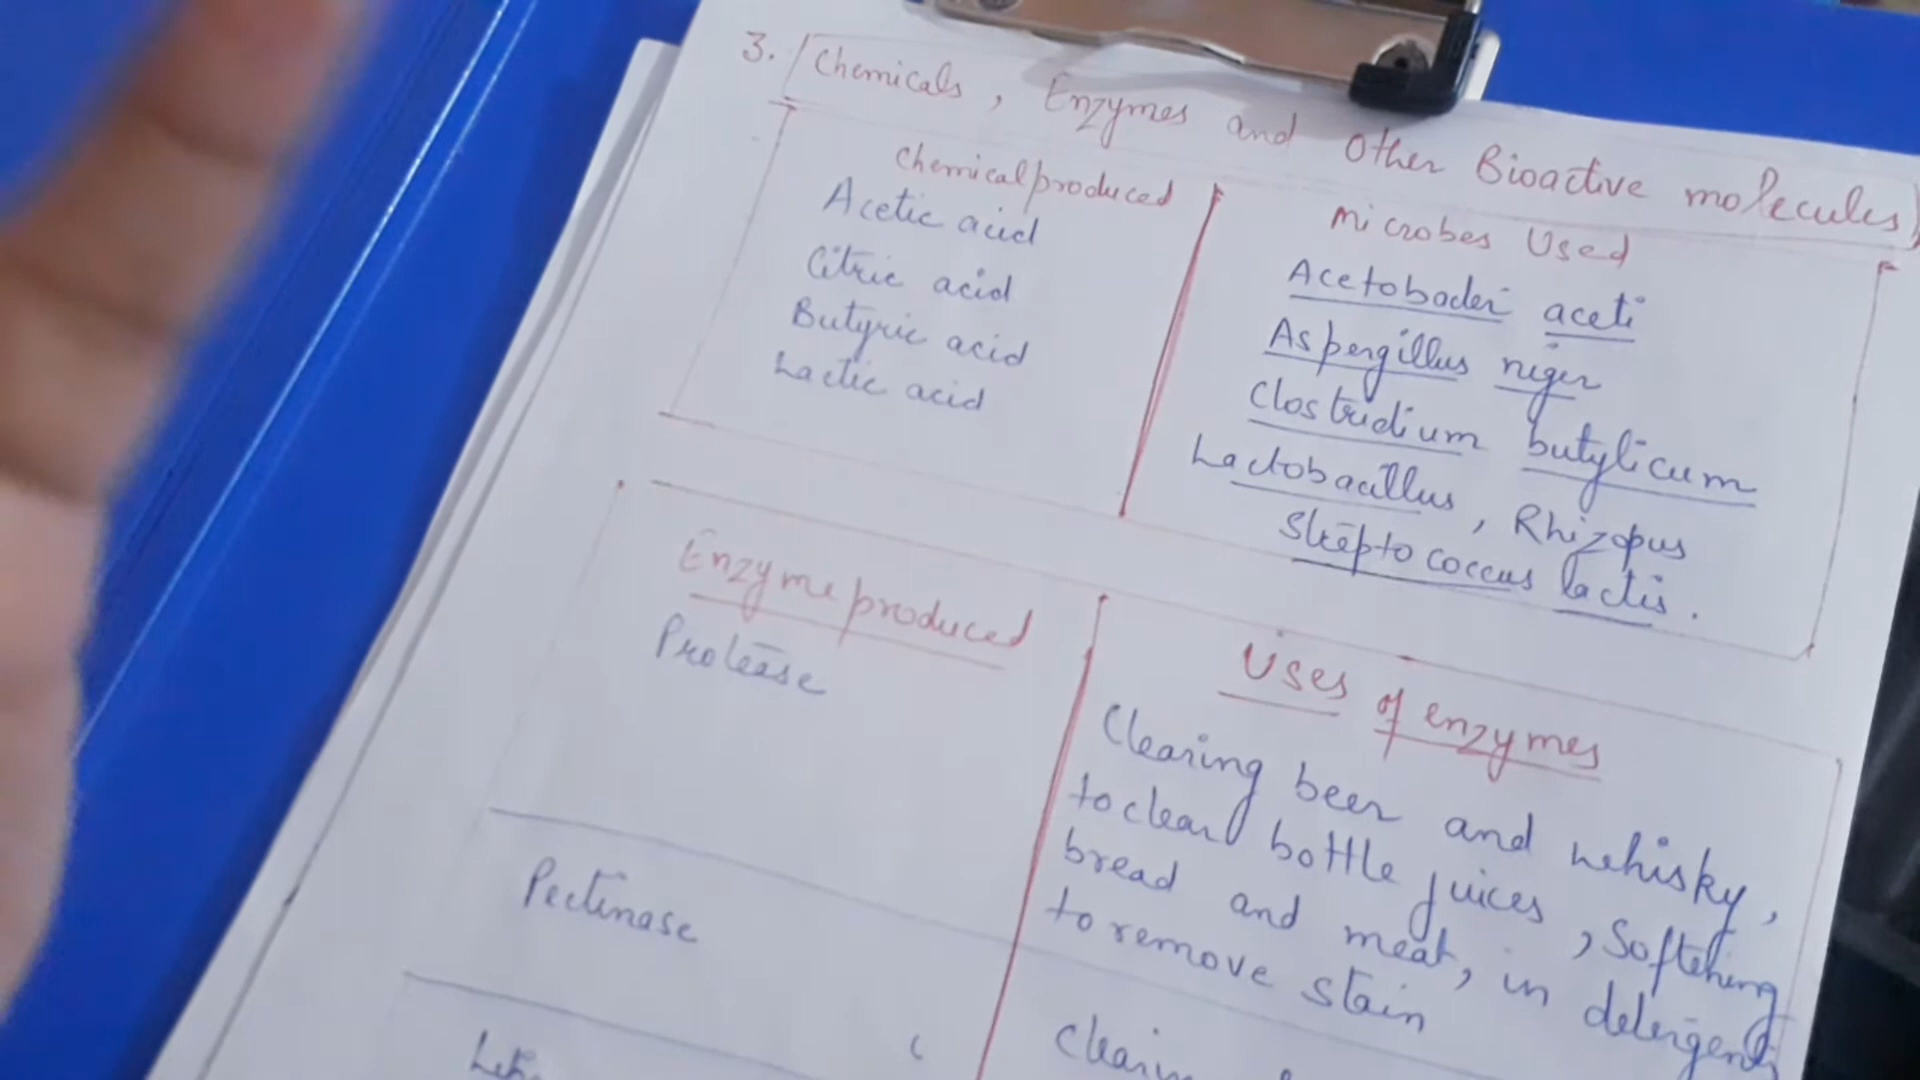 3. Chemicals, Enzymes and Other Bioactive molecules
Chemical produced
Acetic acid
Citric acid
Butyric acid
Lactic acid
Microbes Used
Acetobacter aceti
Aspergillus niger
Clostridium butylicum
Lactobacillus, Rhizopus
Streptococcus lactis.
Enzyme produced
Protease
Uses of enzymes
Clearing beer and whisky,
to clear bottle juices, Softening
bread and meat, in detergents
to remove stain
Pectinase